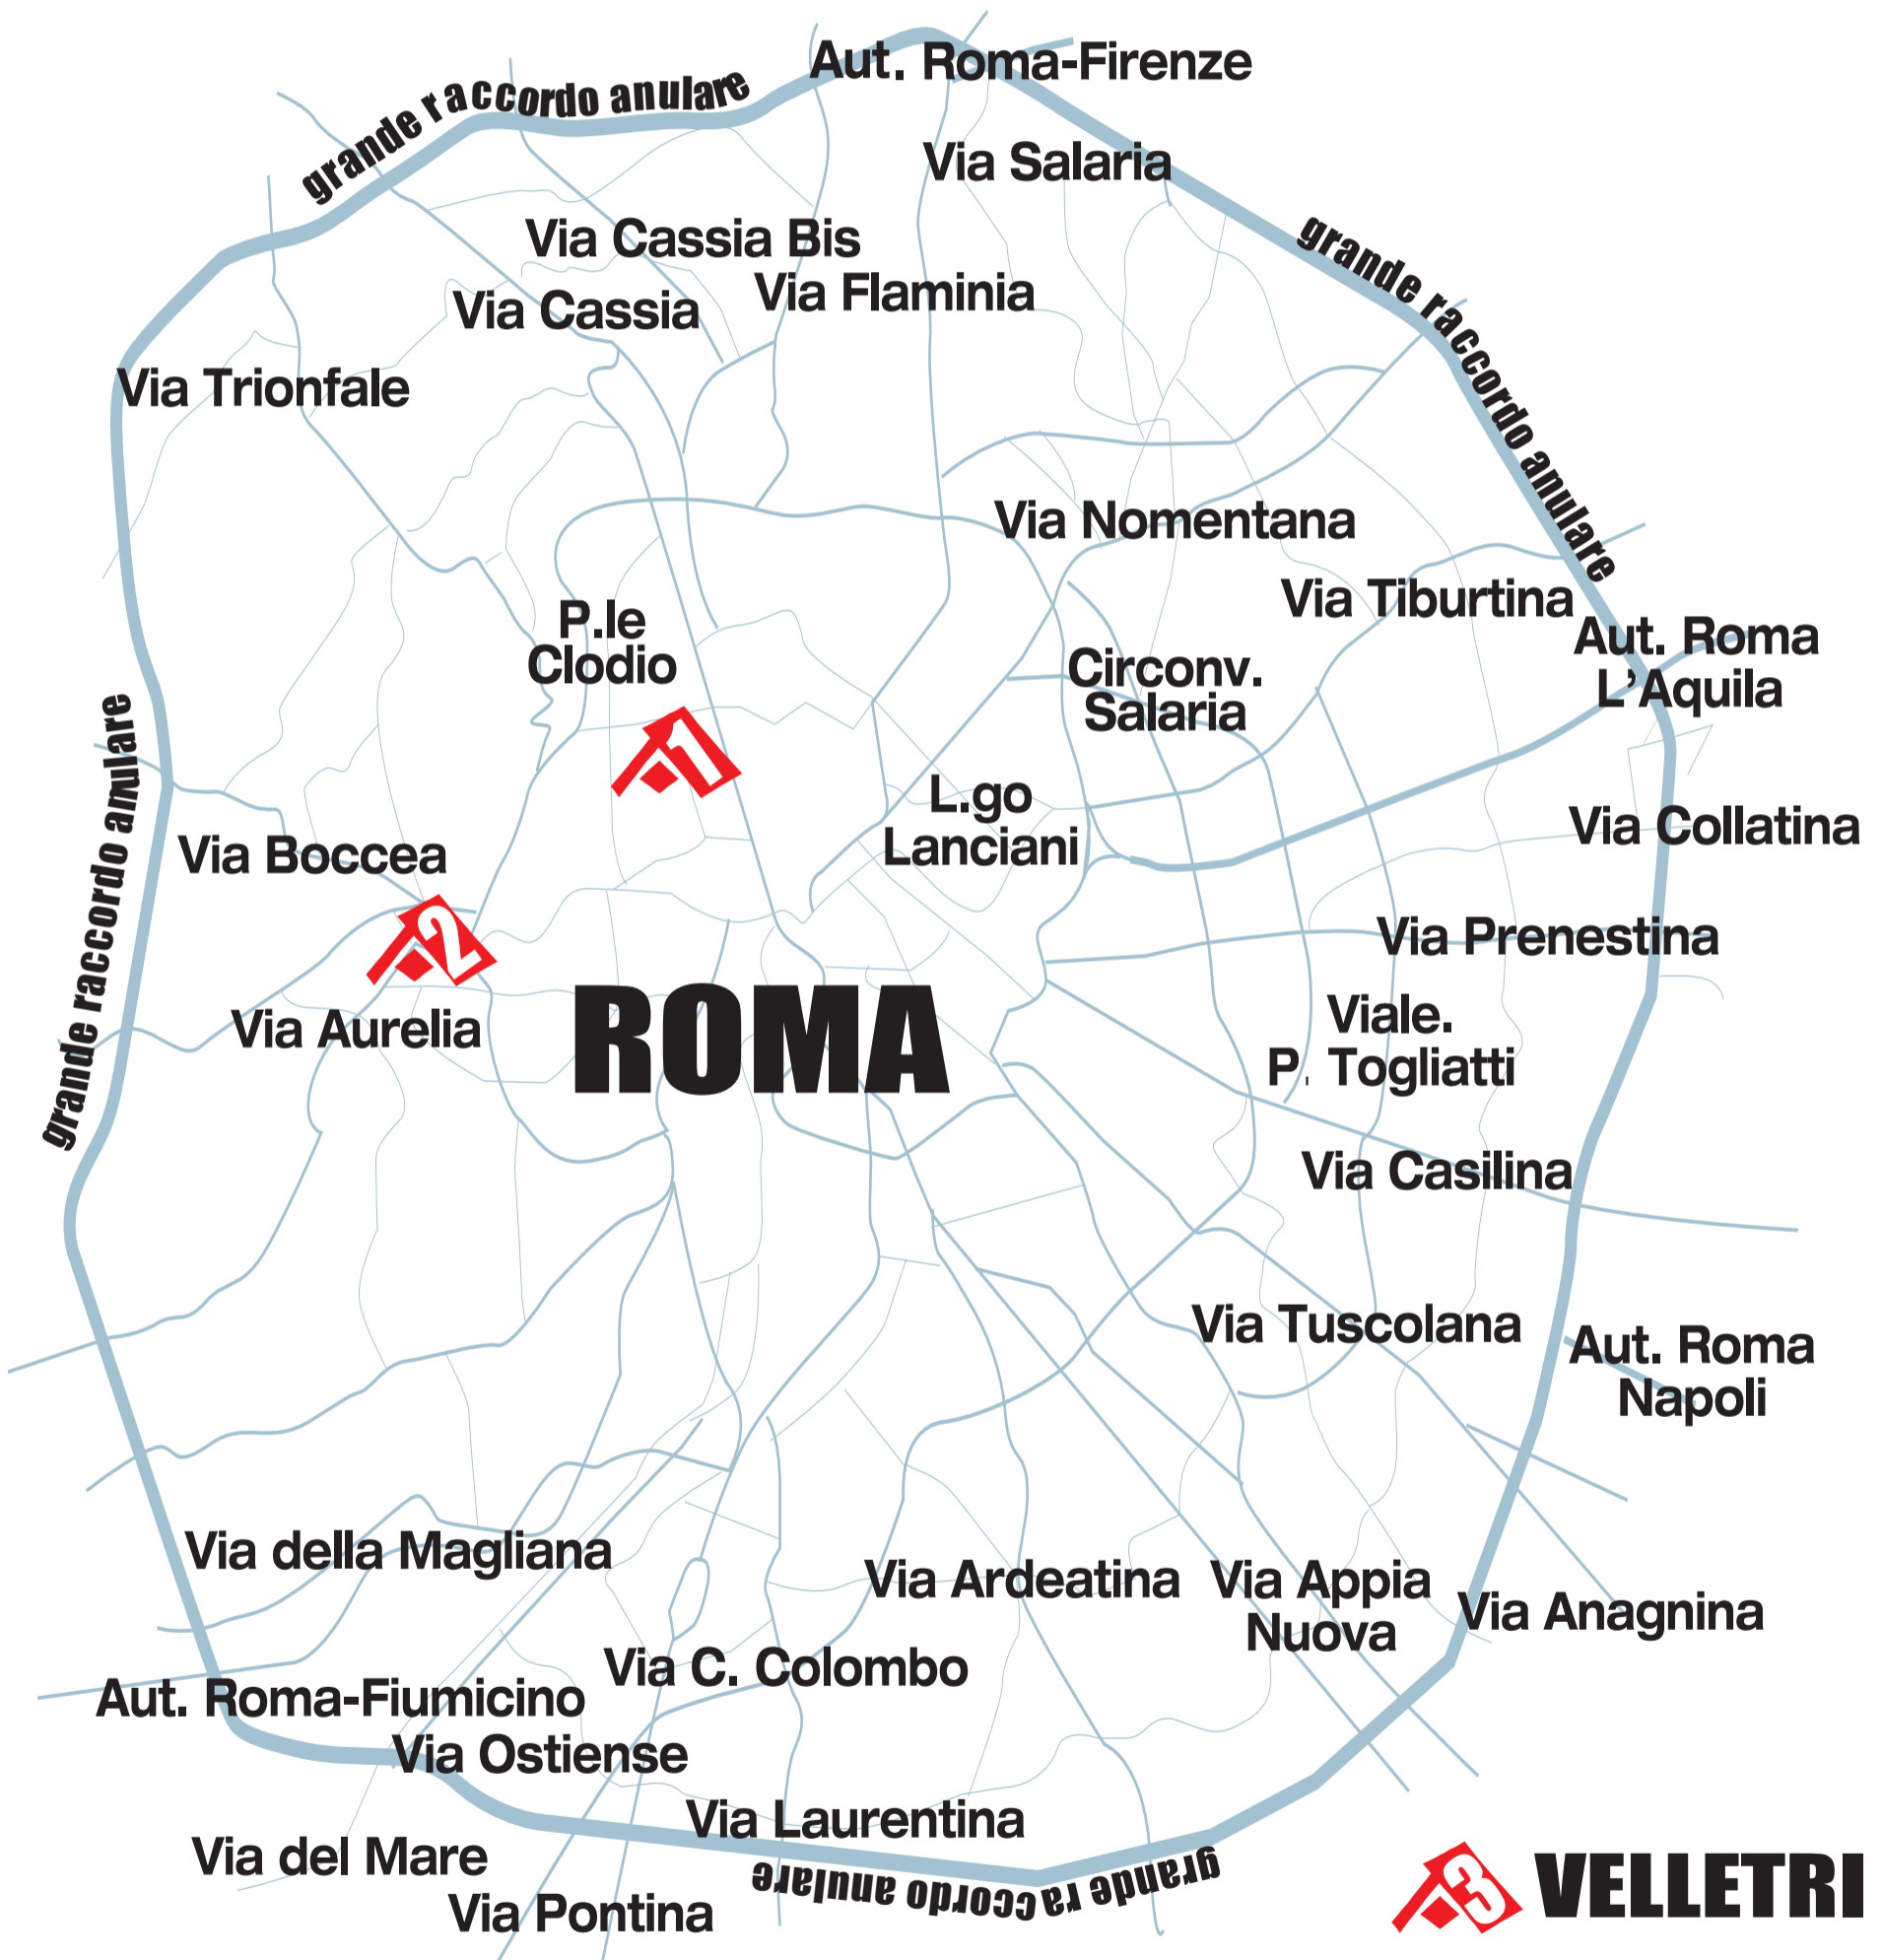 Aut. Roma-Firenze
grande raccordo anulare
Via Salaria
Via Cassia Bis
grande raccordo anulare
Via Flaminia
Via Cassia
Via Trionfale
Via Nomentana
Via Tiburtina
P.le
Clodio
Aut. Roma
L'Aquila
Circonv.
Salaria
1
L.go
Lanciani
Via Collatina
Via Boccea
grande raccordo anulare
2
Via Prenestina
Via Aurelia
ROMA
Viale.
P. Togliatti
Via Casilina
Via Tuscolana
Aut. Roma
Napoli
Via della Magliana
Via Ardeatina
Via Appia
Nuova
Via Anagnina
Via C. Colombo
Aut. Roma-Fiumicino
Via Ostiense
Via Laurentina
Via del Mare
grande raccordo anulare
Via Pontina
3 VELLETRI